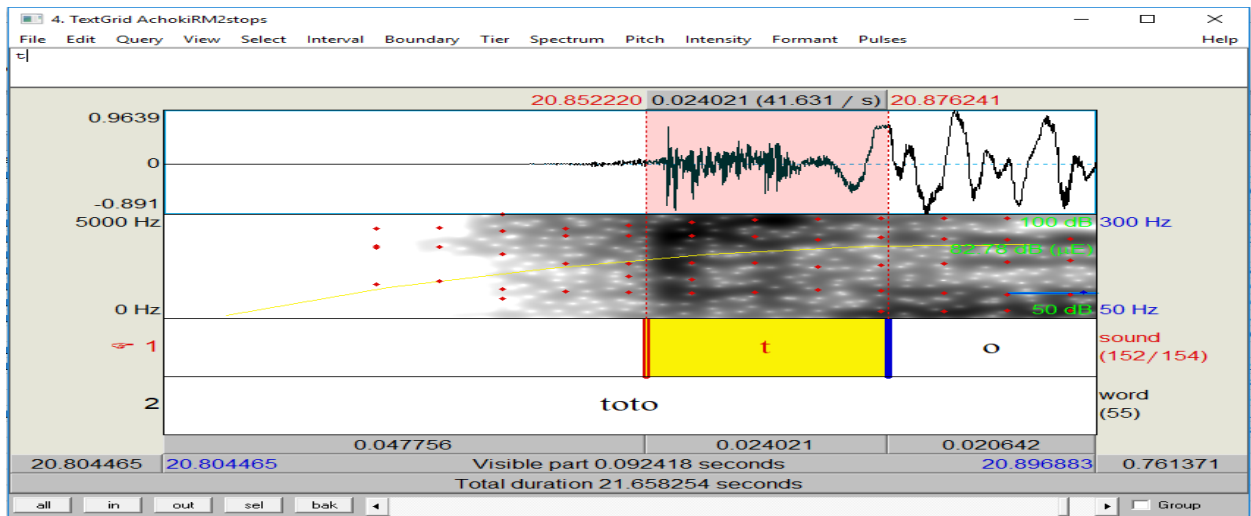 4. TextGrid AchokiRM2stops
File Edit Query View Select Interval Boundary Tier Spectrum Pitch Intensity Formant Pulses Help
t
20.852220 0.024021 (41.631 / s) 20.876241
0.9639
0
-0.891
5000 Hz 100 dB 300 Hz
82.78 dB (µE)
0 Hz 50 dB 50 Hz
☞ 1 t o sound
(152/154)
2 toto word
(55)
0.047756 0.024021 0.020642
20.804465 20.804465 Visible part 0.092418 seconds 20.896883 0.761371
Total duration 21.658254 seconds
all in out sel bak Group